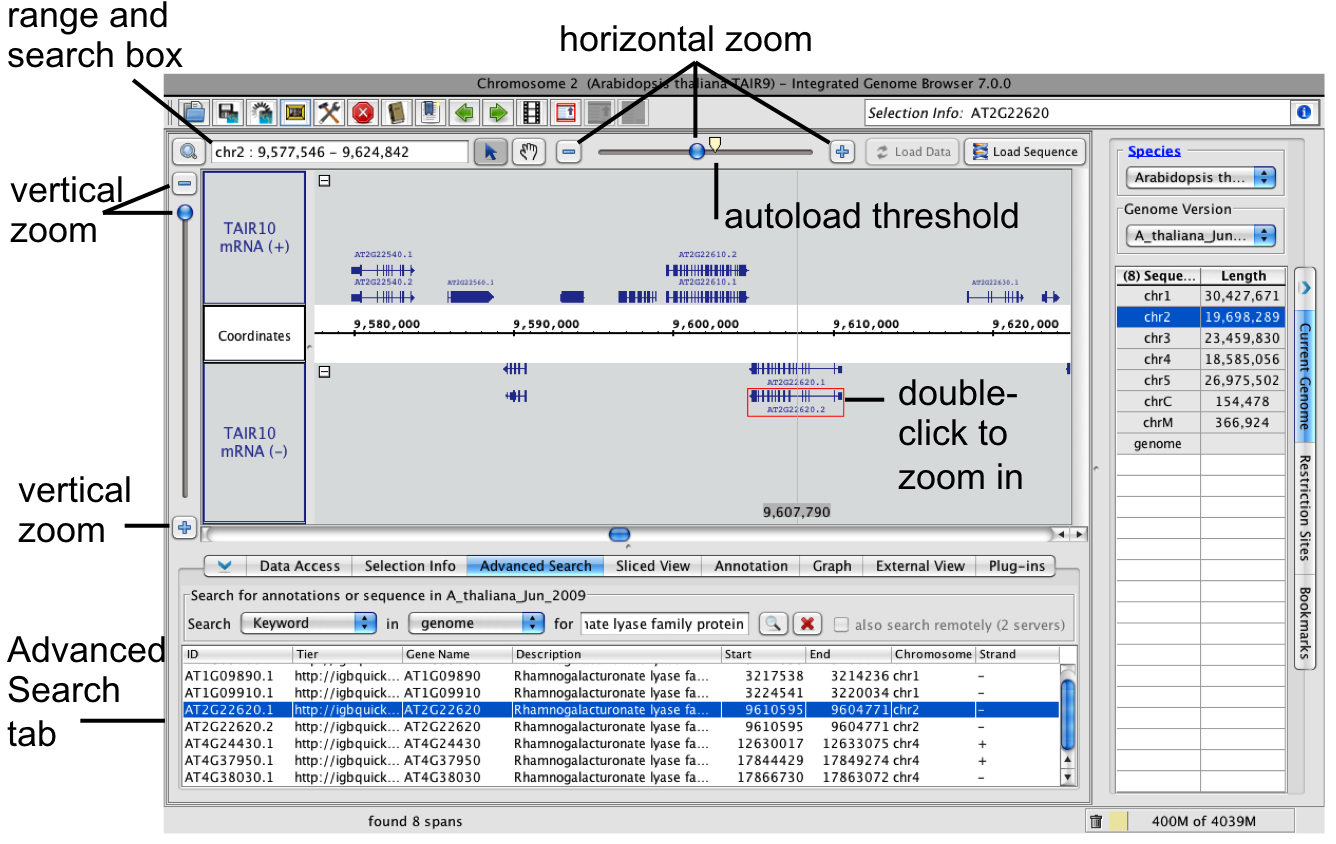 range and
search box
horizontal zoom
Chromosome 2 (Arabidopsis thaliana TAIR9) – Integrated Genome Browser 7.0.0
Selection Info: AT2G22620
chr2 : 9,577,546 – 9,624,842
Load Data
Load Sequence
vertical
zoom
autoload threshold
TAIR10
mRNA (+)
AT2G22540.1
AT2G22540.2
AT2G22560.1
AT2G22610.2
AT2G22610.1
AT2G22630.1
Coordinates
9,580,000
9,590,000
9,600,000
9,610,000
9,620,000
TAIR10
mRNA (–)
AT2G22620.1
AT2G22620.2
double-
click to
zoom in
9,607,790
vertical
zoom
Species
Arabidopsis th...
Genome Version
A_thaliana_Jun...
(8) Seque... Length
chr1 30,427,671
chr2 19,698,289
chr3 23,459,830
chr4 18,585,056
chr5 26,975,502
chrC 154,478
chrM 366,924
genome
Current Genome
Restriction Sites
Bookmarks
Data Access Selection Info Advanced Search Sliced View Annotation Graph External View Plug-ins
Advanced
Search
tab
Search for annotations or sequence in A_thaliana_Jun_2009
Search Keyword in genome for nate lyase family protein also search remotely (2 servers)
ID Tier Gene Name Description Start End Chromosome Strand
AT1G09890.1 http://igbquick... AT1G09890 Rhamnogalacturonate lyase fa... 3217538 3214236 chr1 –
AT1G09910.1 http://igbquick... AT1G09910 Rhamnogalacturonate lyase fa... 3224541 3220034 chr1 –
AT2G22620.1 http://igbquick... AT2G22620 Rhamnogalacturonate lyase fa... 9610595 9604771 chr2 –
AT2G22620.2 http://igbquick... AT2G22620 Rhamnogalacturonate lyase fa... 9610595 9604771 chr2 –
AT4G24430.1 http://igbquick... AT4G24430 Rhamnogalacturonate lyase fa... 12630017 12633075 chr4 +
AT4G37950.1 http://igbquick... AT4G37950 Rhamnogalacturonate lyase fa... 17844429 17849274 chr4 +
AT4G38030.1 http://igbquick... AT4G38030 Rhamnogalacturonate lyase fa... 17866730 17863072 chr4 –
found 8 spans
400M of 4039M